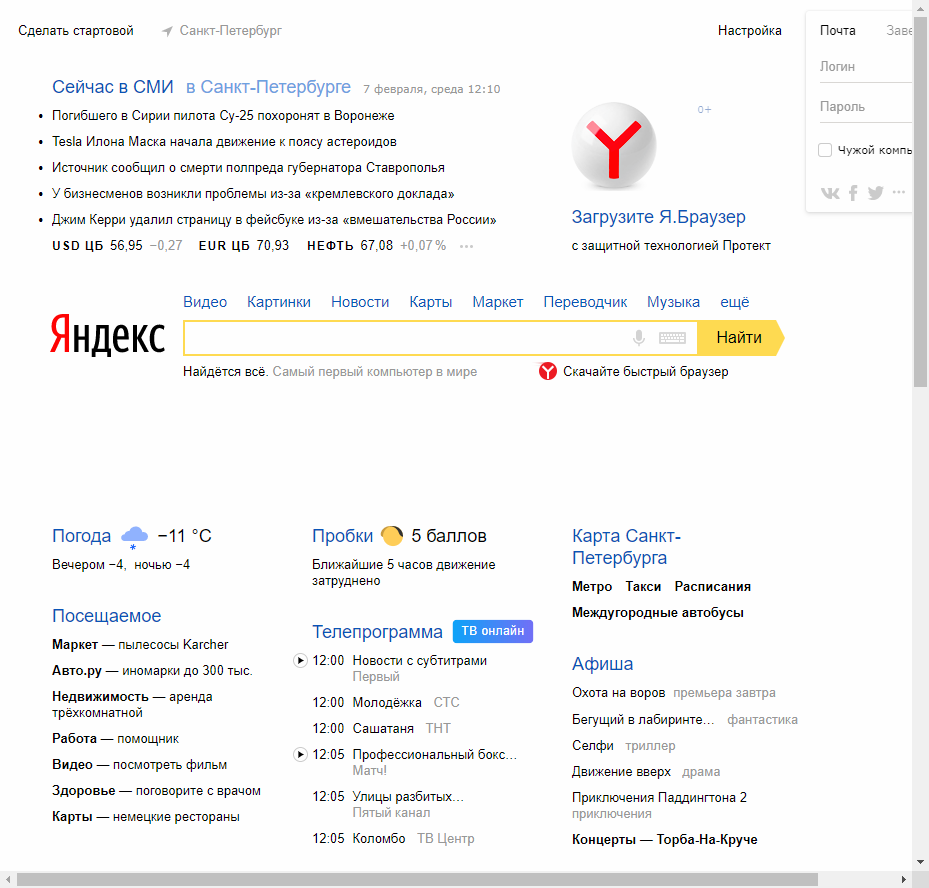 Сделать стартовой
Санкт-Петербург
Настройка
Почта
Заве
Логин
Пароль
Чужой компь
Сейчас в СМИ в Санкт-Петербурге 7 февраля, среда 12:10
Погибшего в Сирии пилота Су-25 похоронят в Воронеже
Tesla Илона Маска начала движение к поясу астероидов
Источник сообщил о смерти полпреда губернатора Ставрополья
У бизнесменов возникли проблемы из-за «кремлевского доклада»
Джим Керри удалил страницу в фейсбуке из-за «вмешательства России»
USD ЦБ 56,95 −0,27 EUR ЦБ 70,93 НЕФТЬ 67,08 +0,07 % ···
0+
Загрузите Я.Браузер
с защитной технологией Протект
Видео Картинки Новости Карты Маркет Переводчик Музыка ещё
Яндекс
Найти
Найдётся всё. Самый первый компьютер в мире
Скачайте быстрый браузер
Погода −11 °C
Вечером −4, ночью −4
Посещаемое
Маркет — пылесосы Karcher
Авто.ру — иномарки до 300 тыс.
Недвижимость — аренда
трёхкомнатной
Работа — помощник
Видео — посмотреть фильм
Здоровье — поговорите с врачом
Карты — немецкие рестораны
Пробки 5 баллов
Ближайшие 5 часов движение
затруднено
Телепрограмма ТВ онлайн
12:00 Новости с субтитрами
Первый
12:00 Молодёжка СТС
12:00 Сашатаня ТНТ
12:05 Профессиональный бокс…
Матч!
12:05 Улицы разбитых…
Пятый канал
12:05 Коломбо ТВ Центр
Карта Санкт-
Петербурга
Метро Такси Расписания
Междугородные автобусы
Афиша
Охота на воров премьера завтра
Бегущий в лабиринте… фантастика
Селфи триллер
Движение вверх драма
Приключения Паддингтона 2
приключения
Концерты — Торба-На-Круче